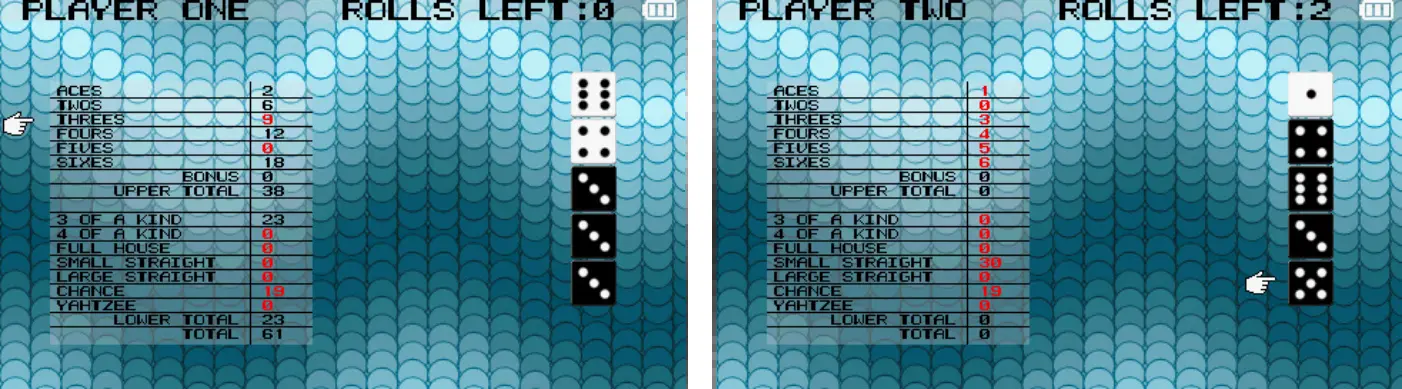 PLAYER ONE ROLLS LEFT:0
ACES 2
TWOS 6
THREES 9
FOURS 12
FIVES 0
SIXES 18
BONUS 0
UPPER TOTAL 38
3 OF A KIND 23
4 OF A KIND 0
FULL HOUSE 0
SMALL STRAIGHT 0
LARGE STRAIGHT 0
CHANCE 19
YAHTZEE 0
LOWER TOTAL 23
TOTAL 61
PLAYER TWO ROLLS LEFT:2
ACES 1
TWOS 0
THREES 3
FOURS 4
FIVES 5
SIXES 6
BONUS 0
UPPER TOTAL 0
3 OF A KIND 0
4 OF A KIND 0
FULL HOUSE 0
SMALL STRAIGHT 30
LARGE STRAIGHT 0
CHANCE 19
YAHTZEE 0
LOWER TOTAL 0
TOTAL 0